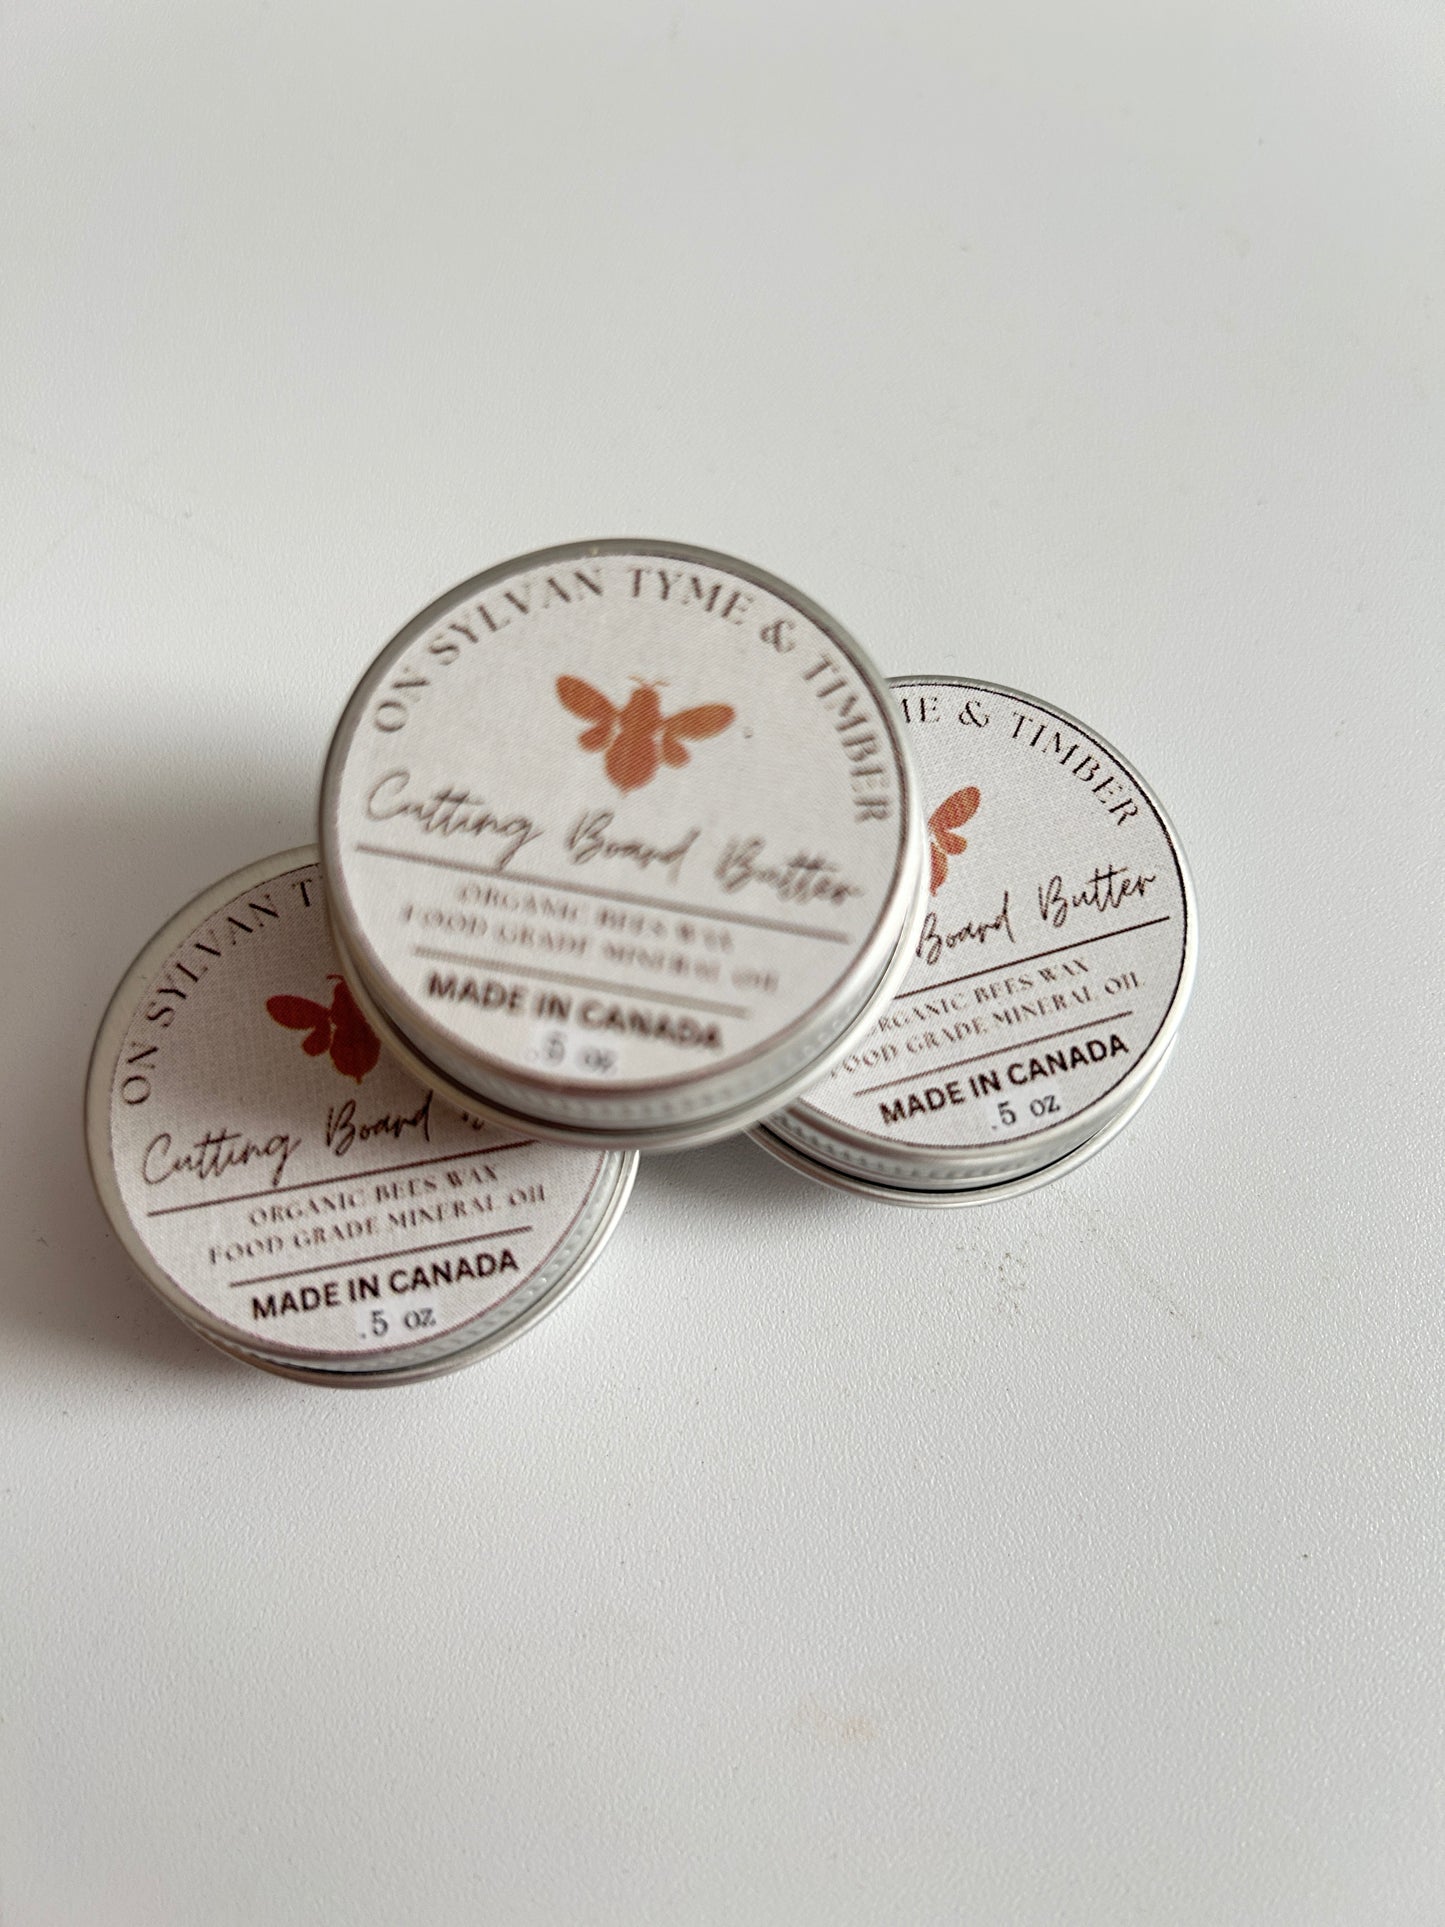 ON SYLVAN TYME & TIMBER
Cutting Board Butter
ORGANIC BEES WAX
FOOD GRADE MINERAL OIL
MADE IN CANADA
.5 oz
ON SYLVAN T
Cutting Board
ORGANIC BEES WAX
FOOD GRADE MINERAL OIL
MADE IN CANADA
.5 oz
ME & TIMBER
Board Butter
ORGANIC BEES WAX
FOOD GRADE MINERAL OIL
MADE IN CANADA
.5 oz